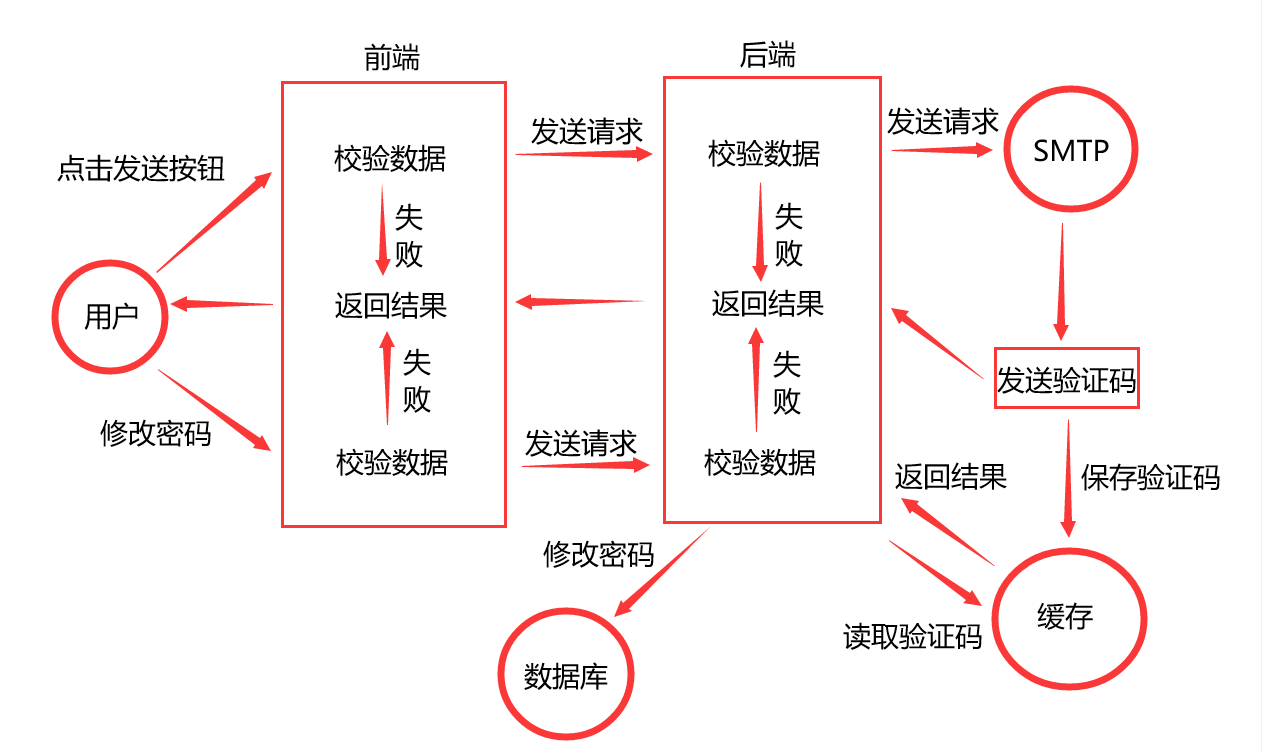 前端
后端
点击发送按钮
校验数据
发送请求
校验数据
发送请求
SMTP
失
败
失
败
用户
返回结果
返回结果
失
败
失
败
发送验证码
修改密码
校验数据
发送请求
校验数据
返回结果
保存验证码
修改密码
读取验证码
缓存
数据库